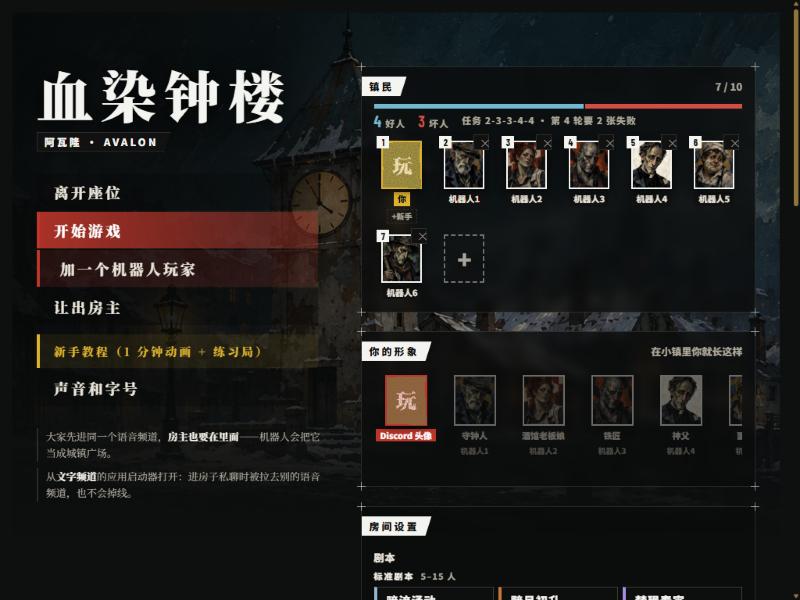 血染钟楼
阿瓦隆 • AVALON
离开座位
开始游戏
加一个机器人玩家
让出房主
新手教程（1 分钟动画 + 练习局）
声音和字号
大家先进同一个语音频道，房主也要在里面——机器人会把它
当成城镇广场。
从文字频道的应用启动器打开：进房子私聊时被拉去别的语音
频道，也不会掉线。
镇民
7 / 10
4 好人 3 坏人 任务 2-3-3-4-4 • 第 4 轮要 2 张失败
1 2 3 4 5 6
玩
你 机器人1 机器人2 机器人3 机器人4 机器人5
+新手
7
+
机器人6
你的形象
在小镇里你就长这样
玩
Discord 头像 守钟人 酒馆老板娘 铁匠 神父
机器人1 机器人2 机器人3 机器人4
房间设置
剧本
标准剧本 5–15 人